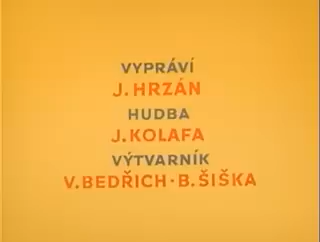 VYPRÁVÍ
J. HRZÁN
HUDBA
J. KOLAFA
VÝTVARNÍK
V. BEDŘICH · B. ŠIŠKA